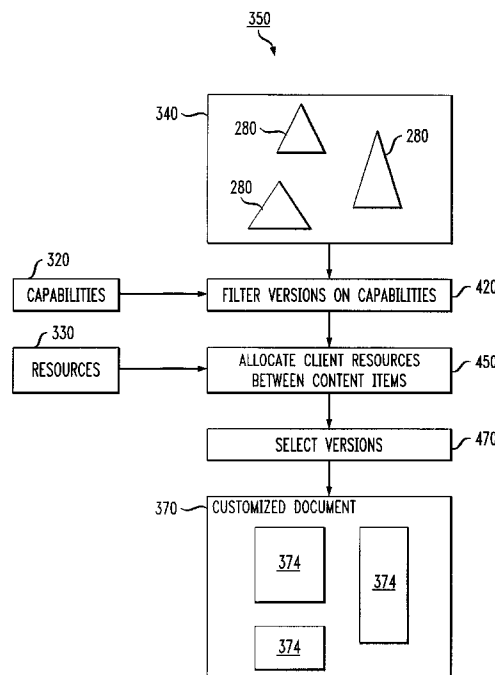 350
340
280
280
280
320
CAPABILITIES
FILTER VERSIONS ON CAPABILITIES
420
330
RESOURCES
ALLOCATE CLIENT RESOURCES
BETWEEN CONTENT ITEMS
450
SELECT VERSIONS
470
370
CUSTOMIZED DOCUMENT
374
374
374